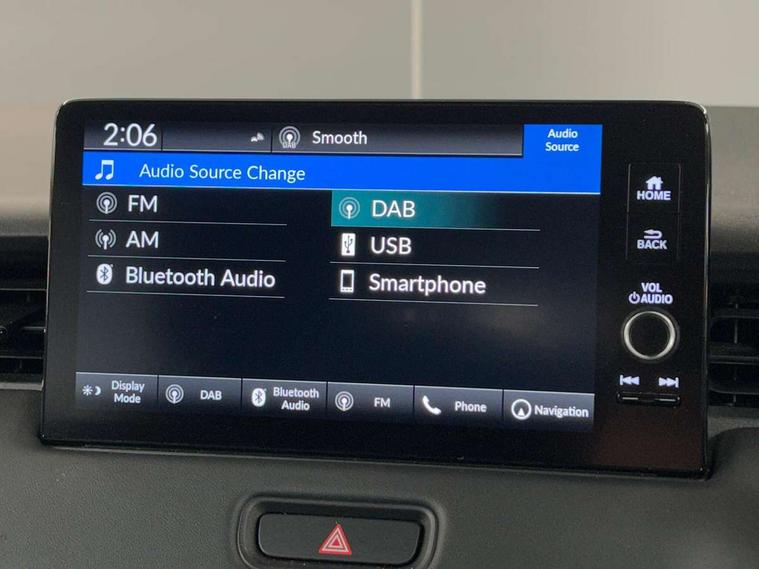 2:06
DAB
Smooth
Audio
Source
Audio Source Change
FM
DAB
AM
USB
Bluetooth Audio
Smartphone
Display
Mode
DAB
Bluetooth
Audio
FM
Phone
Navigation
HOME
BACK
VOL
AUDIO